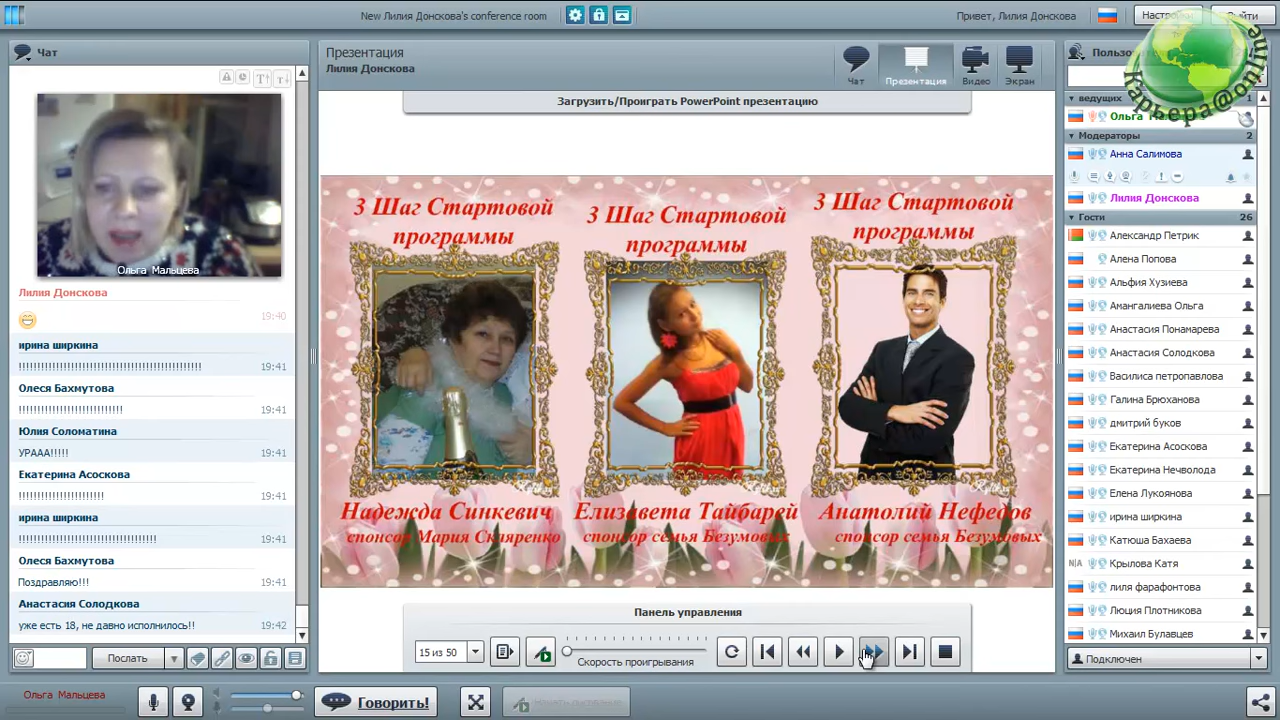 New Лилия Донскова's conference room
Привет, Лилия Донскова
Настройки
Выйти
карьера@online
Чат
Ольга Мальцева
Лилия Донскова
19:40
ирина ширкина
!!!!!!!!!!!!!!!!!!!!!!!!!!!!!!!!!!!!!!!!!!!!!!! 19:41
Олеся Бахмутова
!!!!!!!!!!!!!!!!!!!!!!!!!!! 19:41
Юлия Соломатина
УРААА!!!!! 19:41
Екатерина Асоскова
!!!!!!!!!!!!!!!!!!!!!! 19:41
ирина ширкина
!!!!!!!!!!!!!!!!!!!!!!!!!!!!!!!!!!! 19:41
Олеся Бахмутова
Поздравляю!!! 19:41
Анастасия Солодкова
уже есть 18, не давно исполнилось!! 19:42
Послать
Презентация
Лилия Донскова
Чат
Презентация
Видео
Экран
Загрузить/Проиграть PowerPoint презентацию
3 Шаг Стартовой
программы
3 Шаг Стартовой
программы
3 Шаг Стартовой
программы
Надежда Синкевич
спонсор Мария Скляренко
Елизавета Тайбарей
спонсор семья Безумовых
Анатолий Нефедов
спонсор семья Безумовых
Панель управления
15 из 50
Скорость проигрывания
ведущих 1
Ольга
Модераторы 2
Анна Салимова
Лилия Донскова
Гости 26
Александр Петрик
Алена Попова
Альфия Хузиева
Амангалиева Ольга
Анастасия Понамарева
Анастасия Солодкова
Василиса петропавлова
Галина Брюханова
дмитрий буков
Екатерина Асоскова
Екатерина Нечволода
Елена Лукоянова
ирина ширкина
Катюша Бахаева
N/A Крылова Катя
лиля фарафонтова
Люция Плотникова
Михаил Булавцев
Подключен
Ольга Мальцева
Говорить!